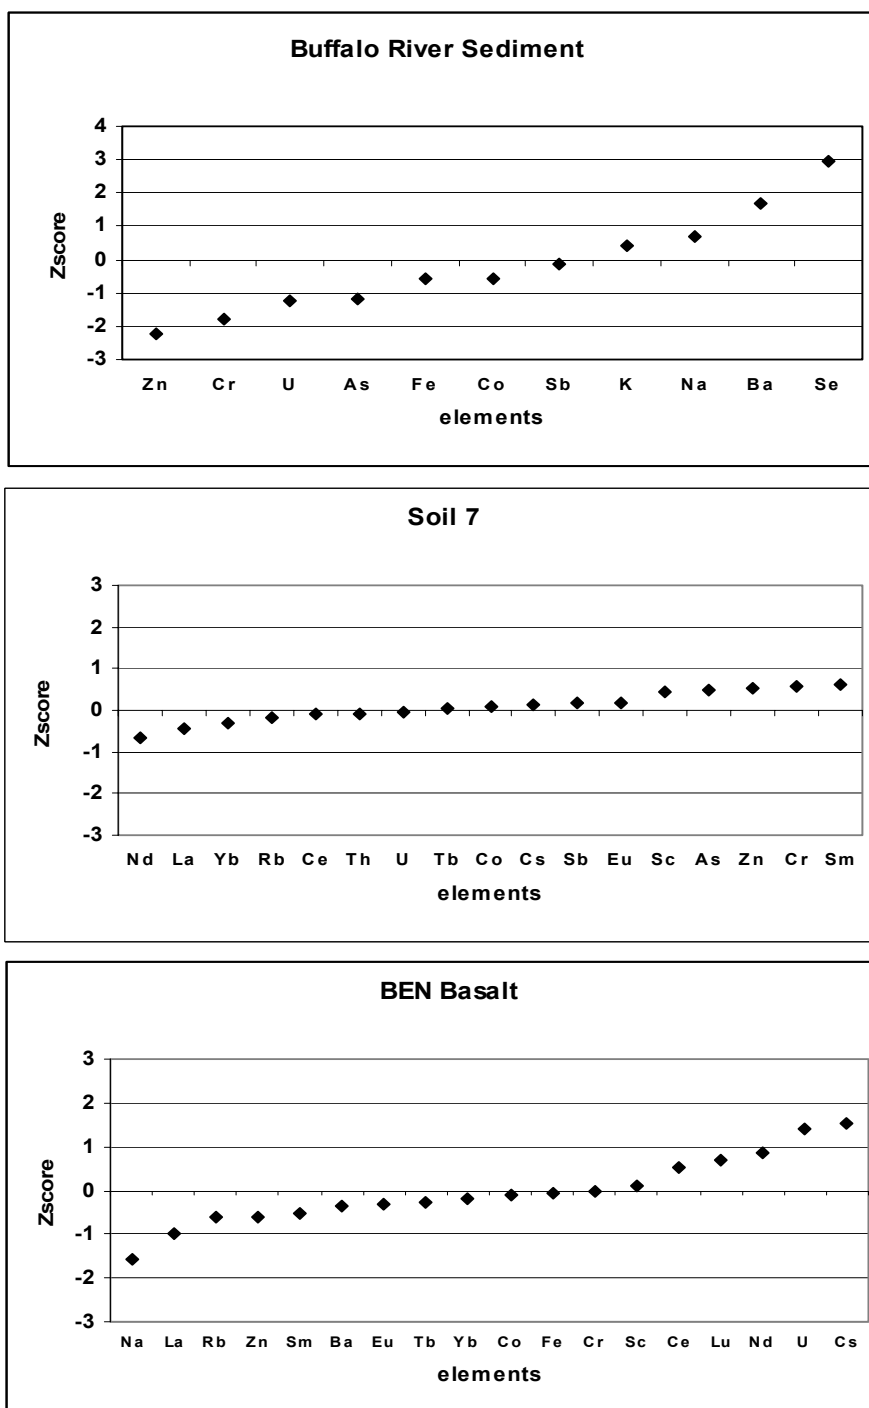 Buffalo River Sediment
4
3
2
1
0
-1
-2
-3
Zscore
Zn Cr U As Fe Co Sb K Na Ba Se
elements
Soil 7
3
2
1
0
-1
-2
-3
Zscore
Nd La Yb Rb Ce Th U Tb Co Cs Sb Eu Sc As Zn Cr Sm
elements
BEN Basalt
3
2
1
0
-1
-2
-3
Zscore
Na La Rb Zn Sm Ba Eu Tb Yb Co Fe Cr Sc Ce Lu Nd U Cs
elements